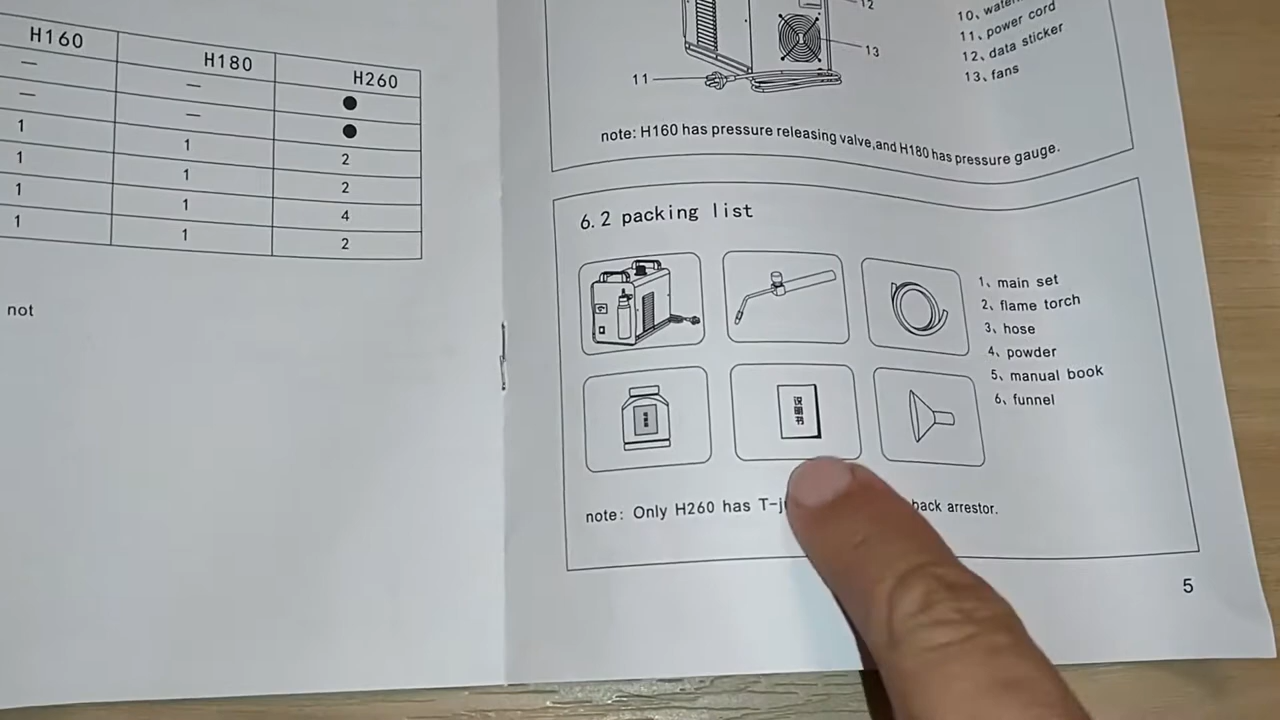 H160 H180 H260
— — ●
— — ●
1 1 2
1 1 2
1 1 4
1 1 2
not
12
13
11
10、
11、power cord
12、data sticker
13、fans
note: H160 has pressure releasing valve,and H180 has pressure gauge.
6.2 packing list
1、main set
2、flame torch
3、hose
4、powder
5、manual book
6、funnel
说明书
note: Only H260 has back arrestor.
5